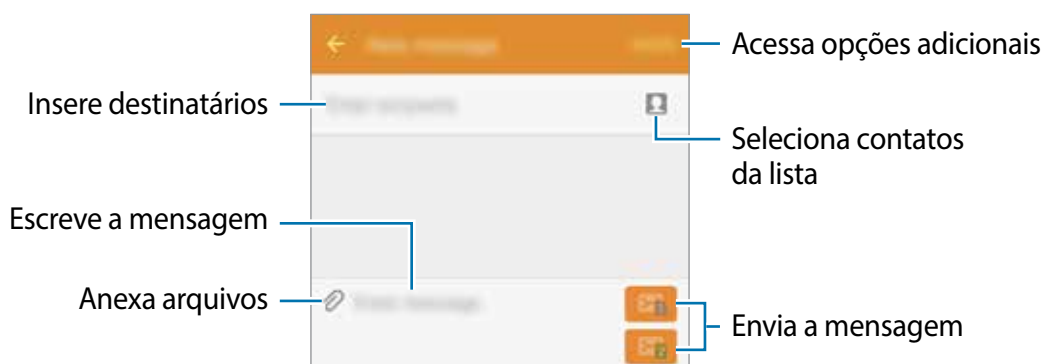 Acessa opções adicionais
Insere destinatários
Seleciona contatos
da lista
Escreve a mensagem
Anexa arquivos
Envia a mensagem